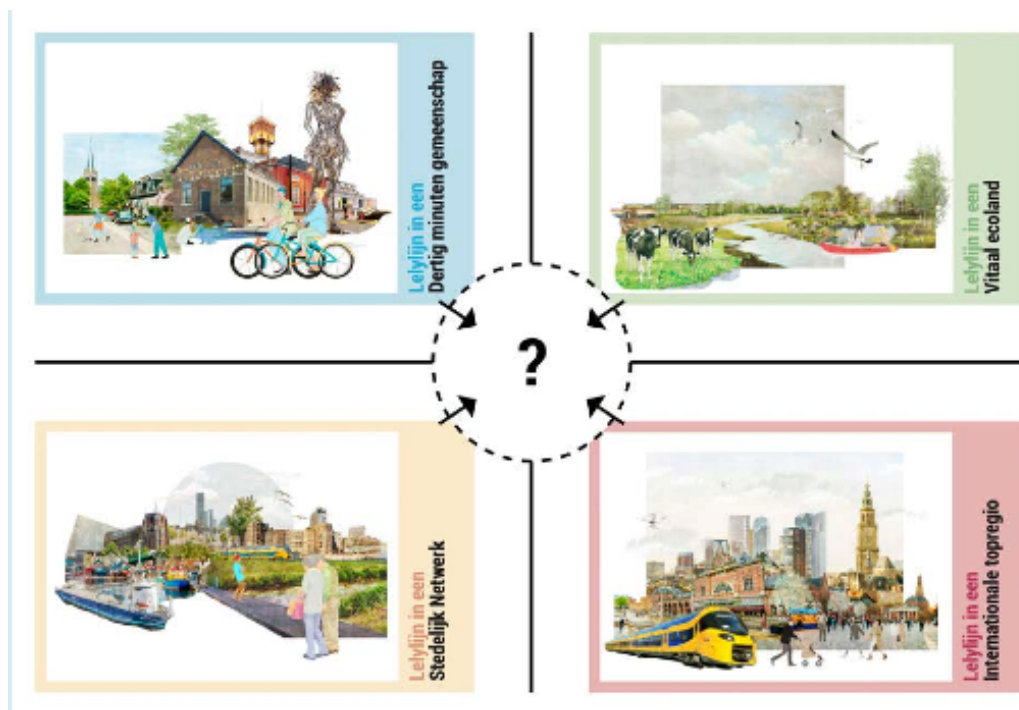 Lelylijn in een
Dertig minuten gemeenschap
Lelylijn in een
Vitaal ecoland
?
Lelylijn in een
Stedelijk Netwerk
Lelylijn in een
Internationale topregio